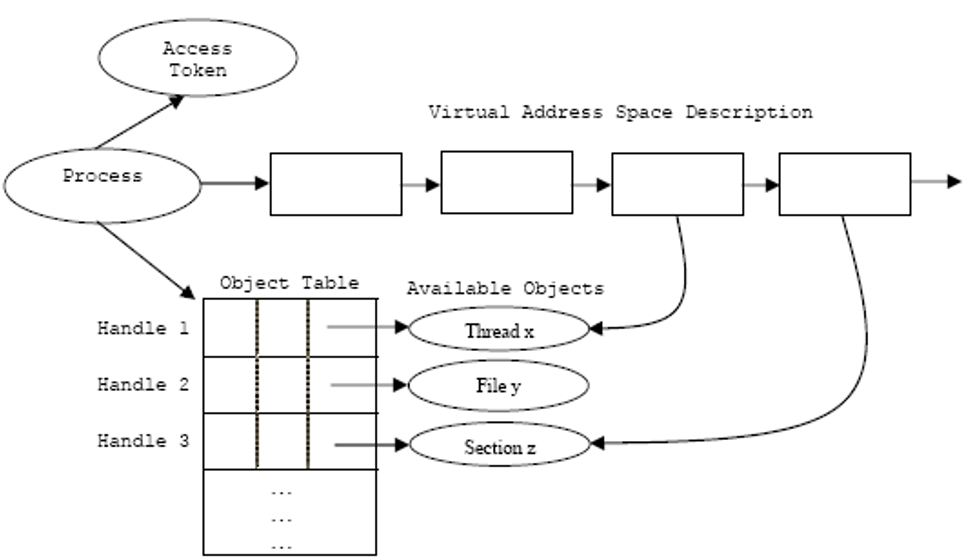 Access
Token
Virtual Address Space Description
Process
Object Table
Available Objects
Handle 1
Thread x
Handle 2
File y
Handle 3
Section z
...
...
...